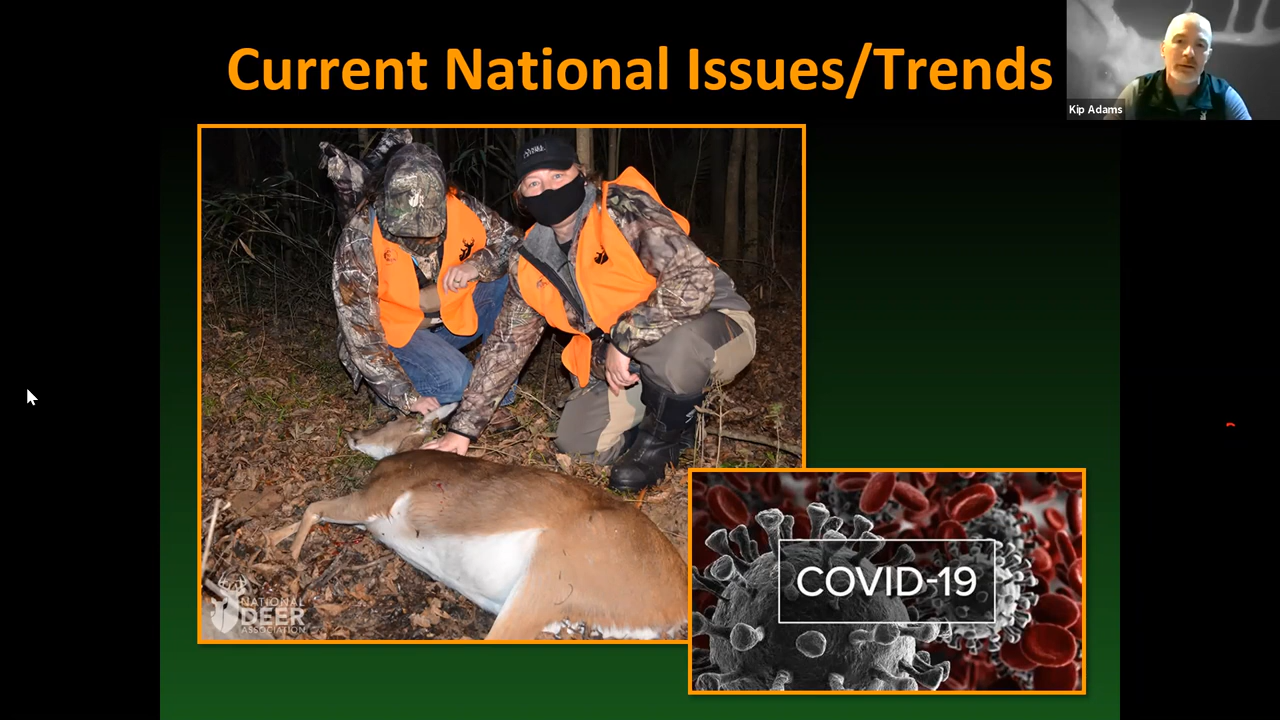 Current National Issues/Trends
Kip Adams
NATIONAL
DEER
ASSOCIATION
COVID-19